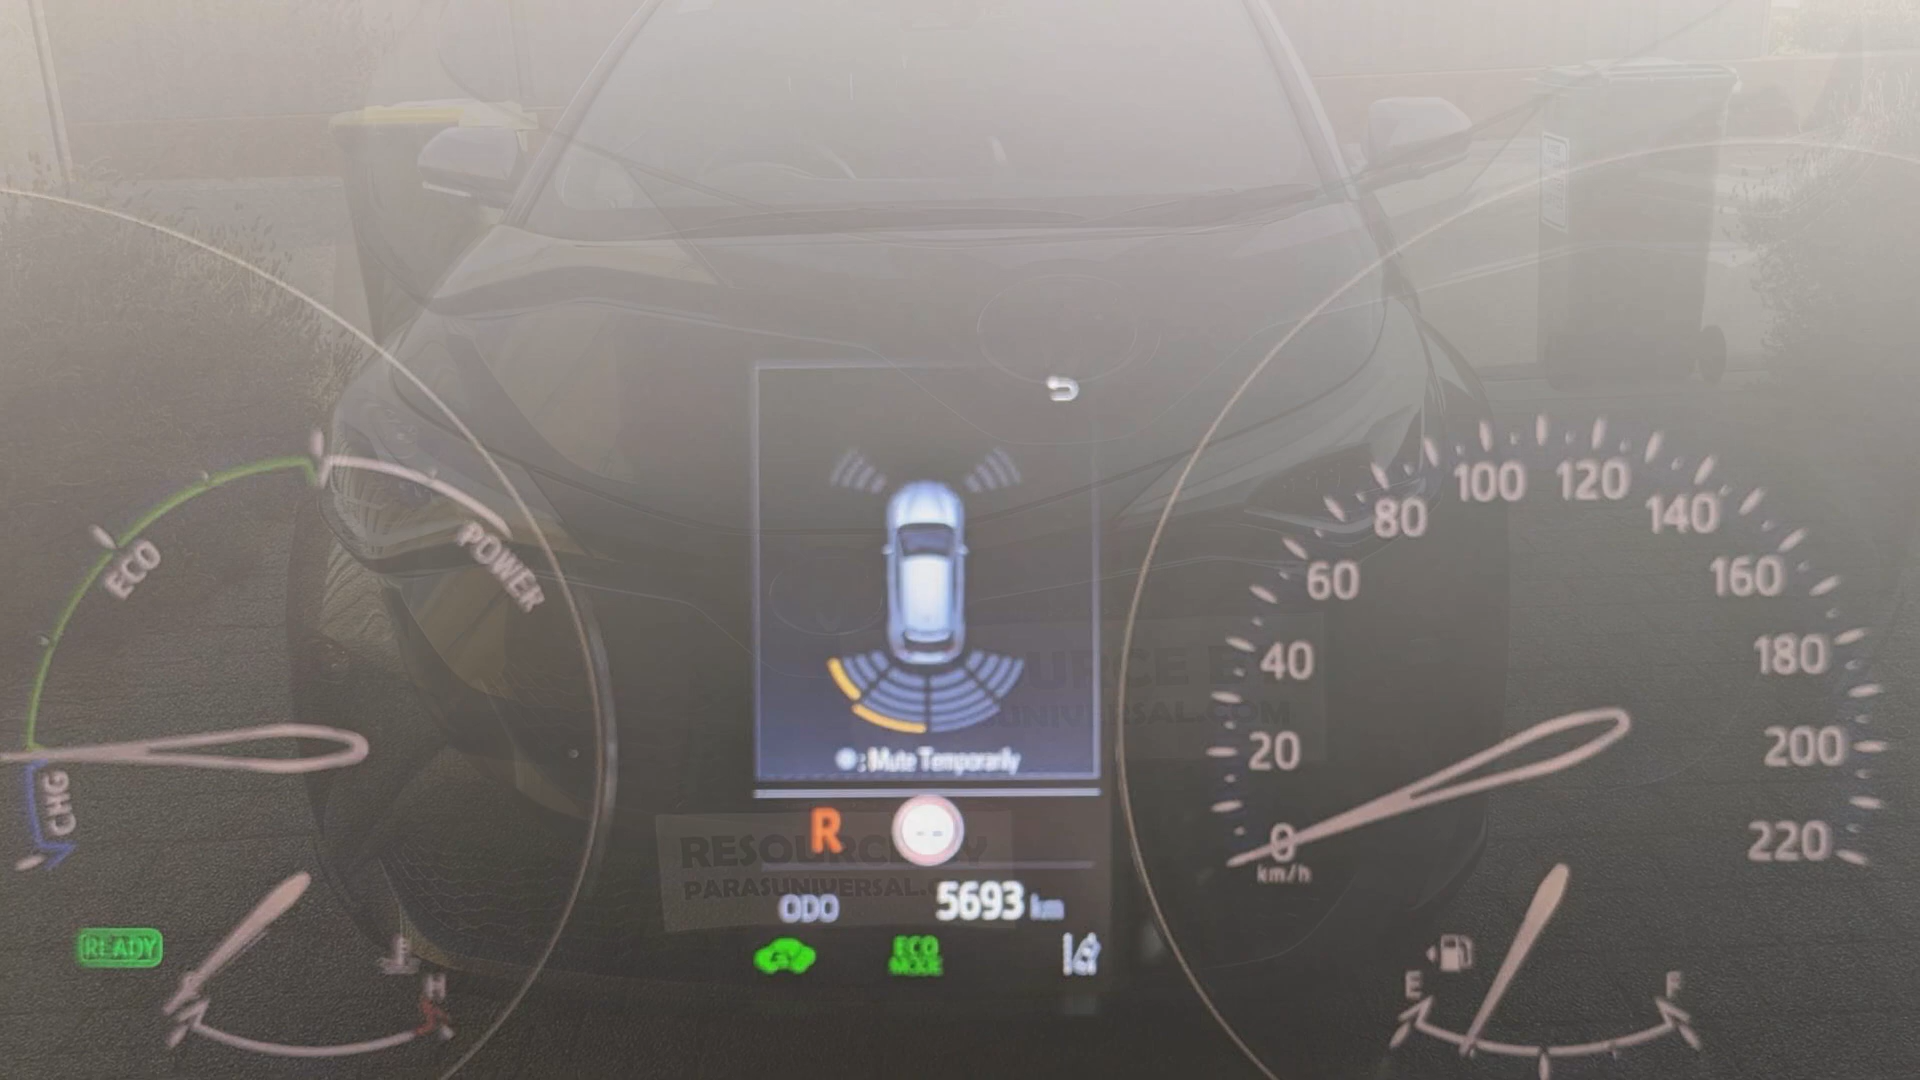 100 120
80 140
60 160
40 180
20 200
0 220
km/h
ECO
POWER
CHG
: Mute Temporarily
R
--
RESOURCE BY
PARASUNIVERSAL.C
ODO 5693 km
READY
ECO
MODE
H
E F